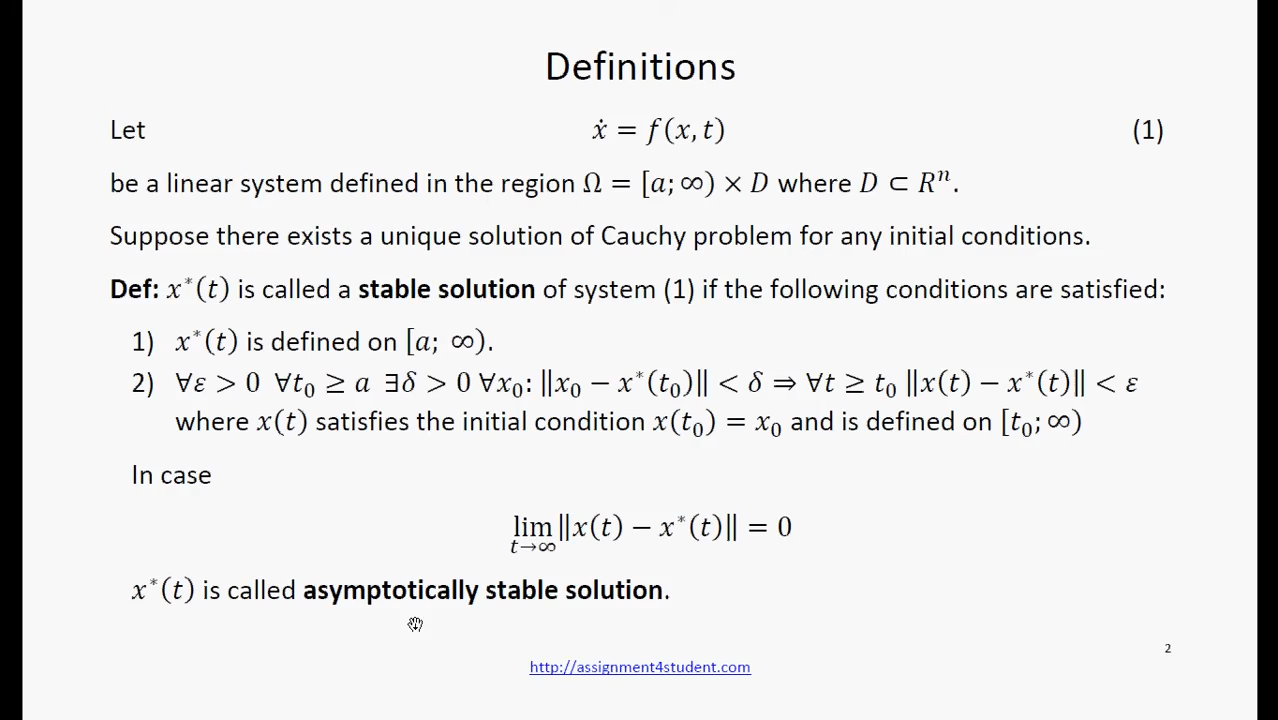 Definitions
Let ẋ = f(x, t) (1)
be a linear system defined in the region Ω = [a; ∞) × D where D ⊂ Rⁿ.
Suppose there exists a unique solution of Cauchy problem for any initial conditions.
Def: x*(t) is called a stable solution of system (1) if the following conditions are satisfied:
1) x*(t) is defined on [a; ∞).
2) ∀ε > 0 ∀t₀ ≥ a ∃δ > 0 ∀x₀: ‖x₀ − x*(t₀)‖ < δ ⇒ ∀t ≥ t₀ ‖x(t) − x*(t)‖ < ε
where x(t) satisfies the initial condition x(t₀) = x₀ and is defined on [t₀; ∞)
In case
lim t→∞ ‖x(t) − x*(t)‖ = 0
x*(t) is called asymptotically stable solution.
2
http://assignment4student.com